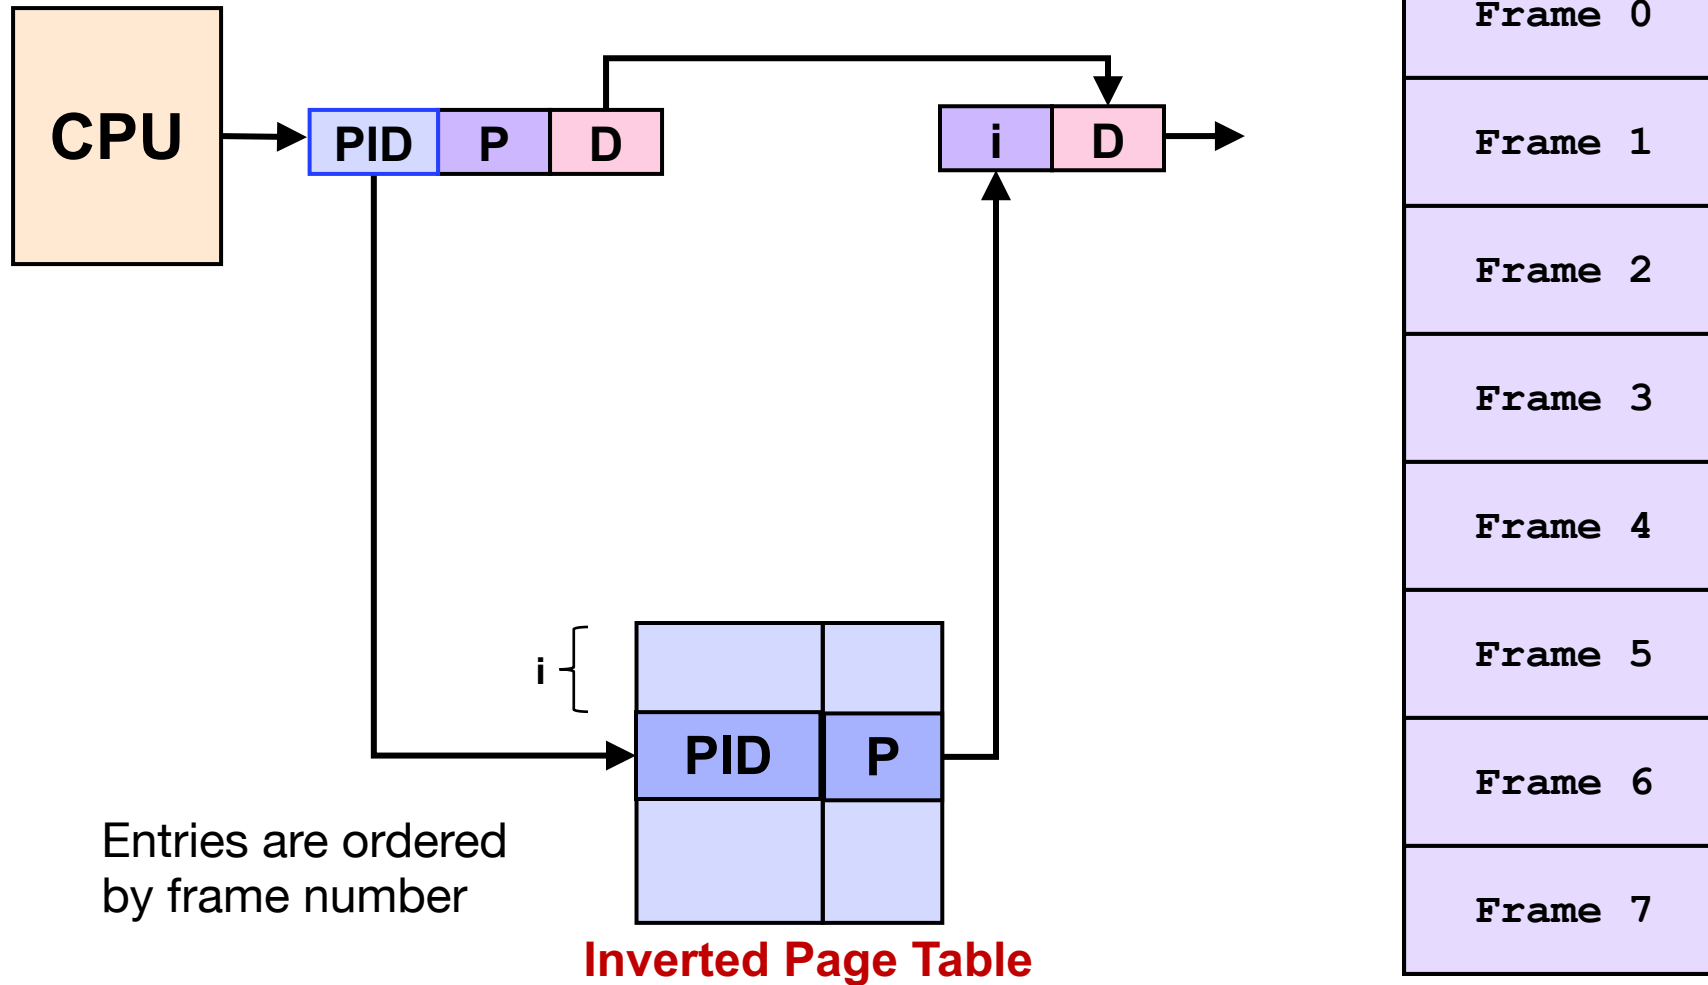 CPU
PID P D
i D
i
PID P
Entries are ordered
by frame number
Inverted Page Table
Frame 0
Frame 1
Frame 2
Frame 3
Frame 4
Frame 5
Frame 6
Frame 7